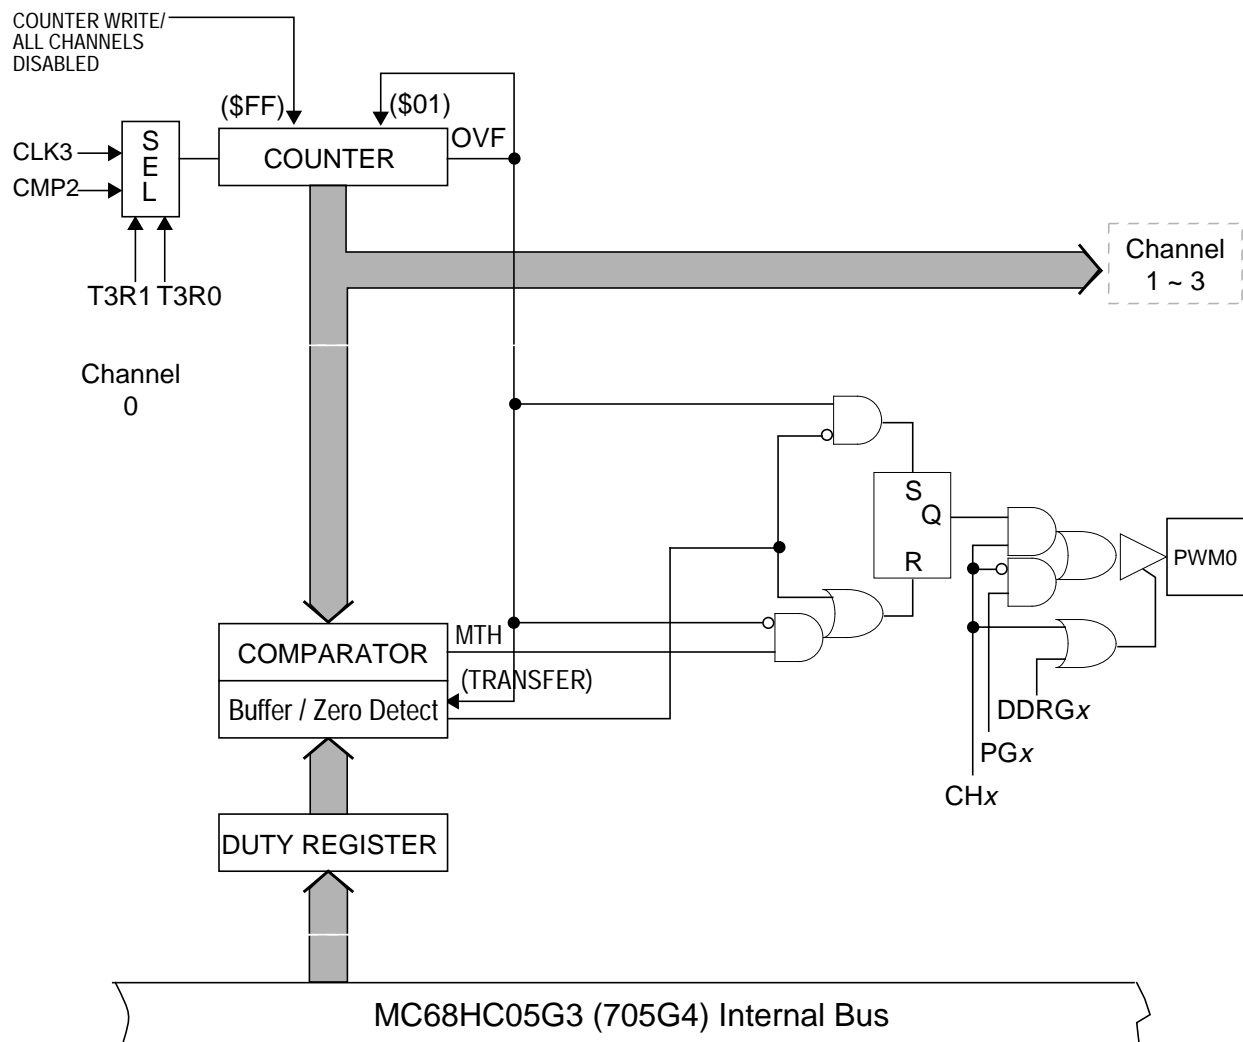 COUNTER WRITE/
ALL CHANNELS
DISABLED
($FF)
($01)
OVF
CLK3
CMP2
S
E
L
COUNTER
T3R1 T3R0
Channel
1 ~ 3
Channel
0
S
Q
R
PWM0
MTH
COMPARATOR
(TRANSFER)
Buffer / Zero Detect
DDRGx
PGx
CHx
DUTY REGISTER
MC68HC05G3 (705G4) Internal Bus